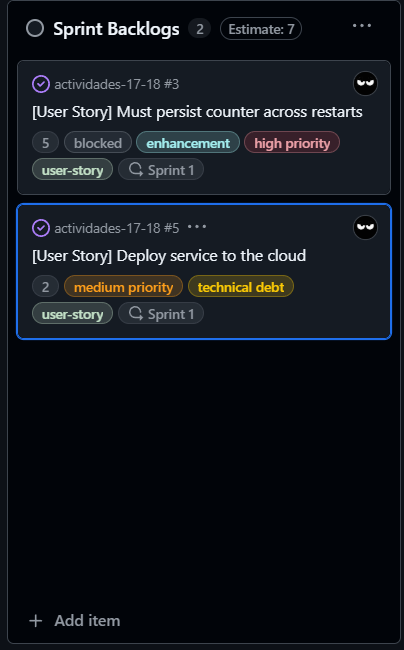 Sprint Backlogs 2 Estimate: 7
actividades-17-18 #3
[User Story] Must persist counter across restarts
5 blocked enhancement high priority
user-story Sprint 1
actividades-17-18 #5
[User Story] Deploy service to the cloud
2 medium priority technical debt
user-story Sprint 1
+ Add item